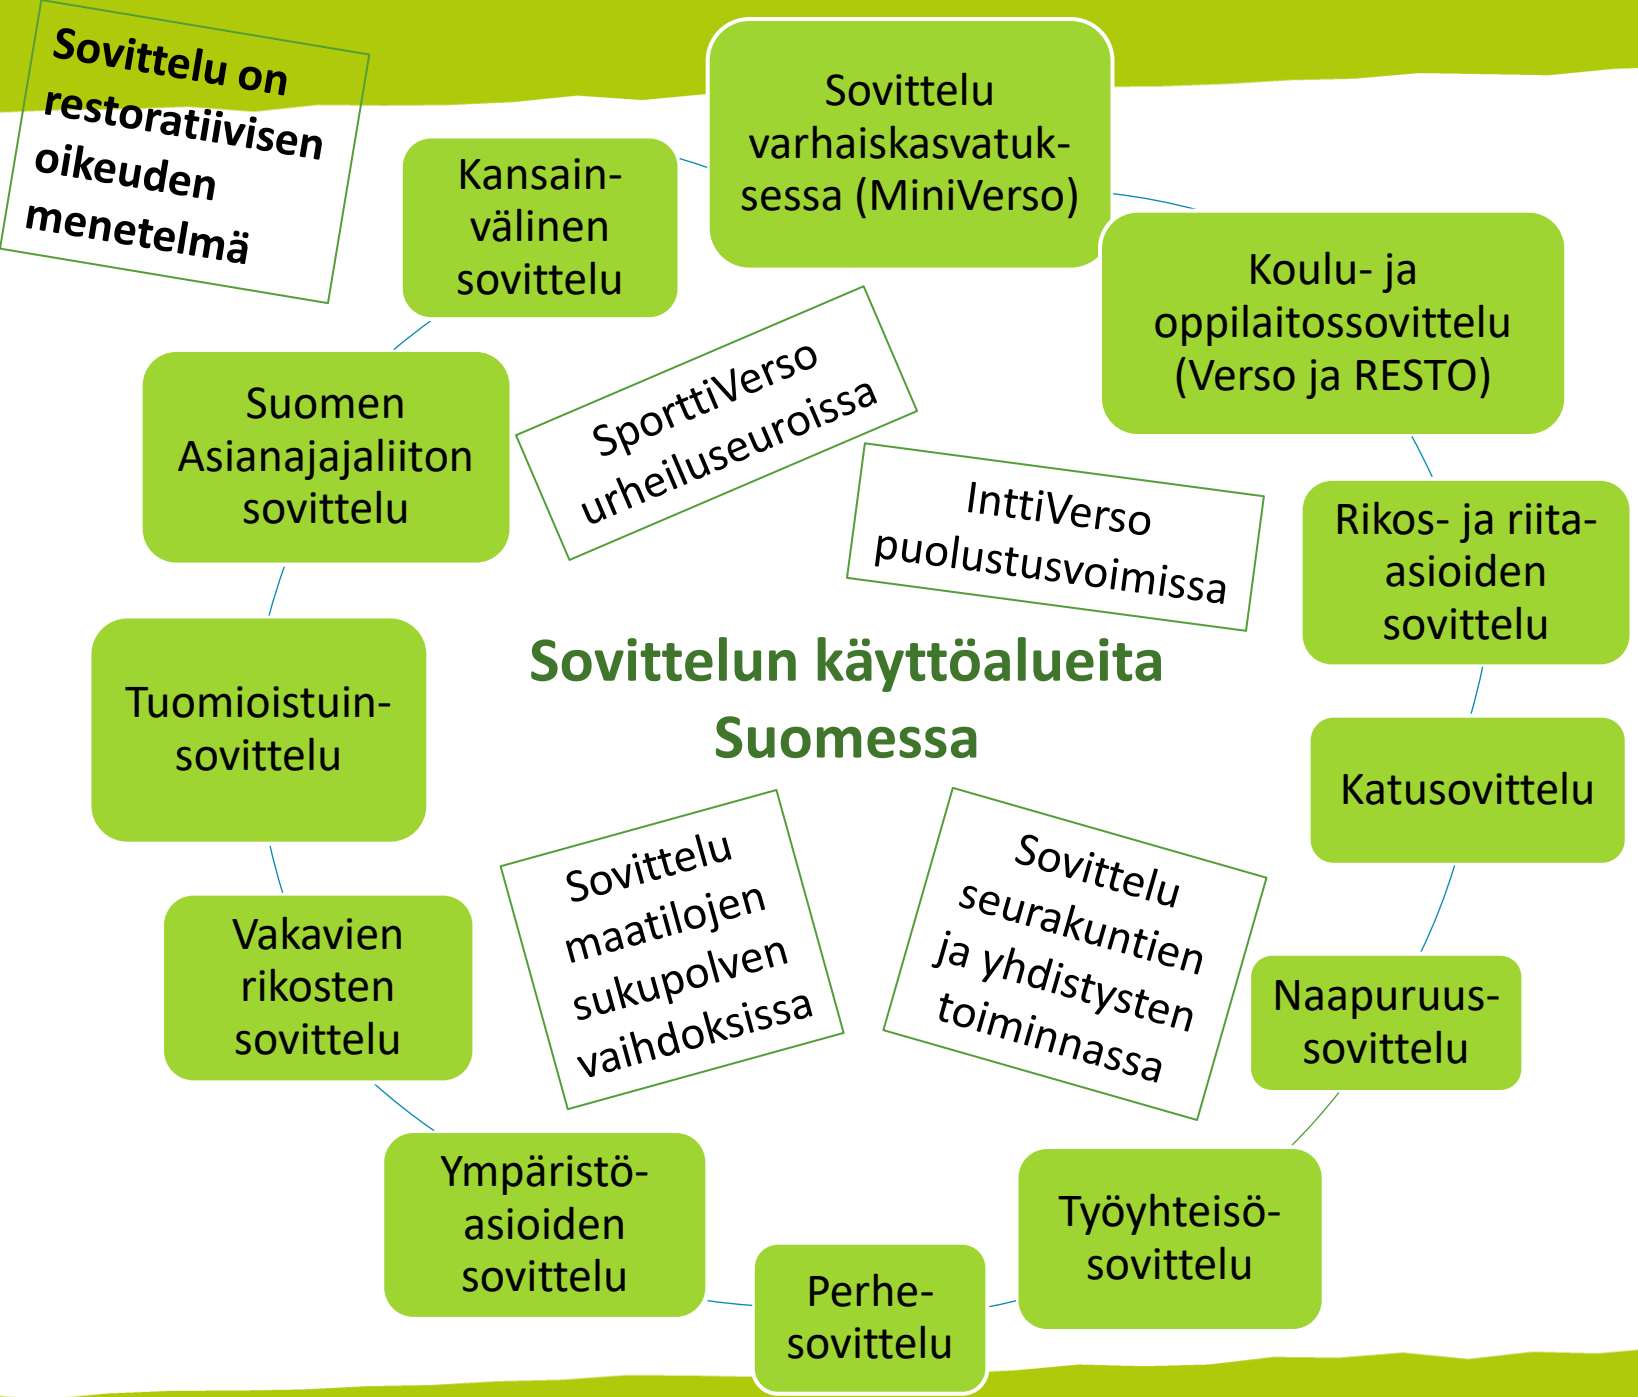 Sovittelu on
restoratiivisen
oikeuden
menetelmä
Sovittelu
varhaiskasvatuk-
sessa (MiniVerso)
Koulu- ja
oppilaitossovittelu
(Verso ja RESTO)
Rikos- ja riita-
asioiden
sovittelu
Katusovittelu
Naapuruus-
sovittelu
Työyhteisö-
sovittelu
Perhe-
sovittelu
Ympäristö-
asioiden
sovittelu
Vakavien
rikosten
sovittelu
Tuomioistuin-
sovittelu
Suomen
Asianajajaliiton
sovittelu
Kansain-
välinen
sovittelu
SporttiVerso
urheiluseuroissa
InttiVerso
puolustusvoimissa
Sovittelun käyttöalueita
Suomessa
Sovittelu
maatilojen
sukupolven
vaihdoksissa
Sovittelu
seurakuntien
ja yhdistysten
toiminnassa